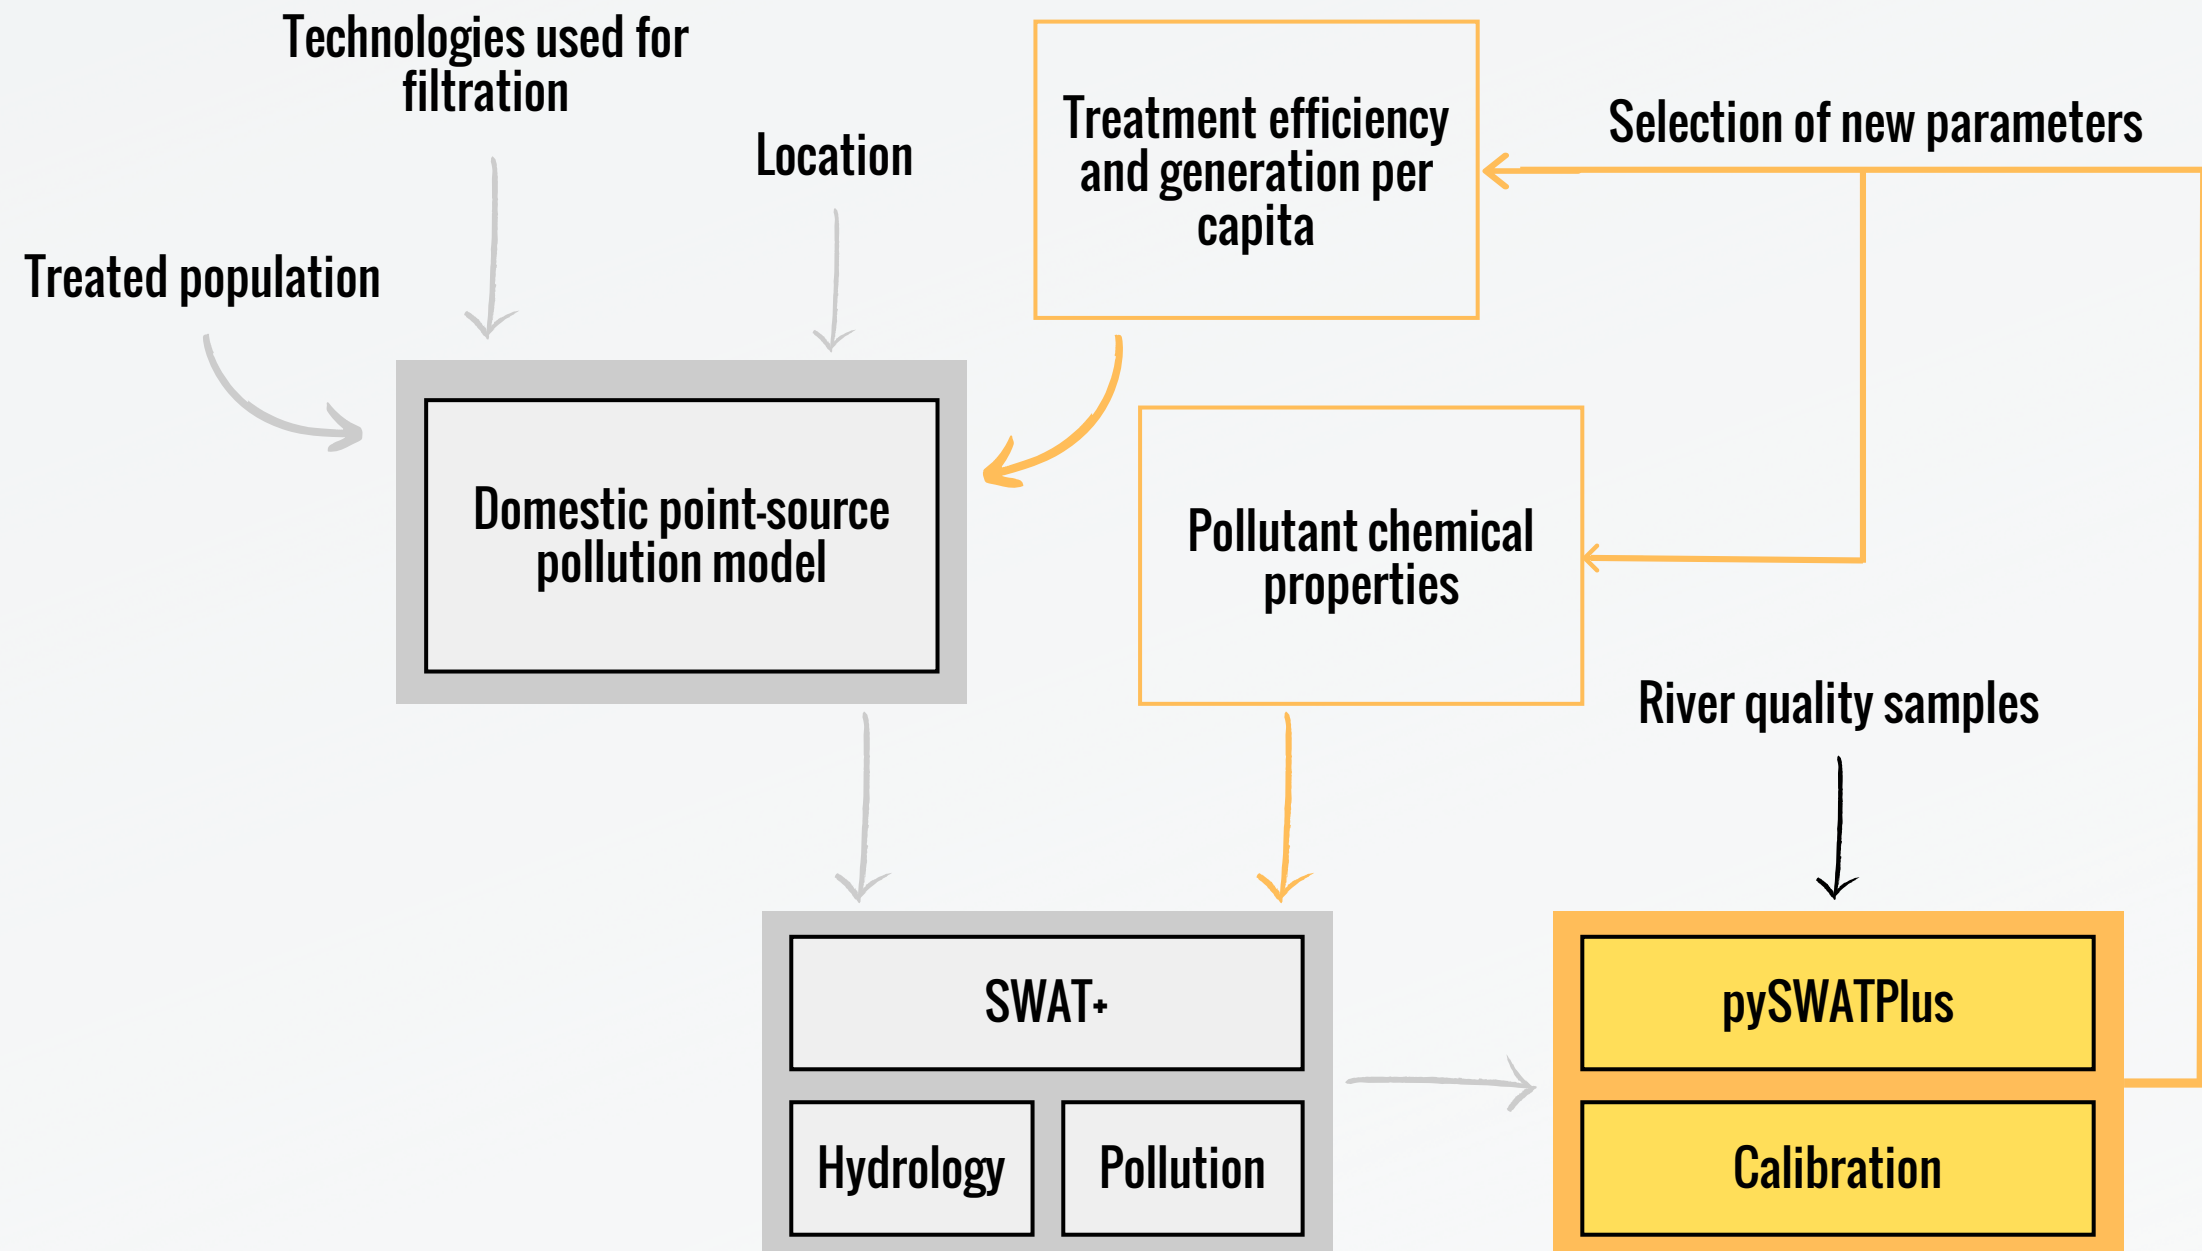 Technologies used for
filtration
Location
Treated population
Treatment efficiency
and generation per
capita
Selection of new parameters
Domestic point-source
pollution model
Pollutant chemical
properties
River quality samples
SWAT+
Hydrology
Pollution
pySWATPlus
Calibration